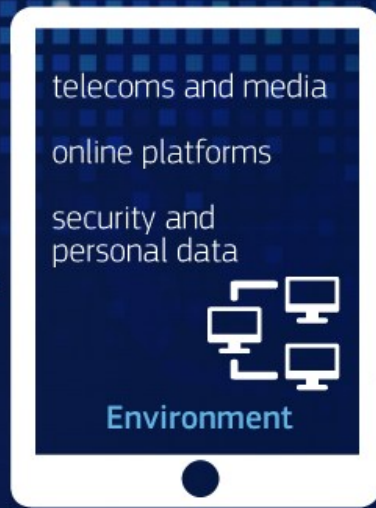 telecoms and media
online platforms
security and
personal data
Environment